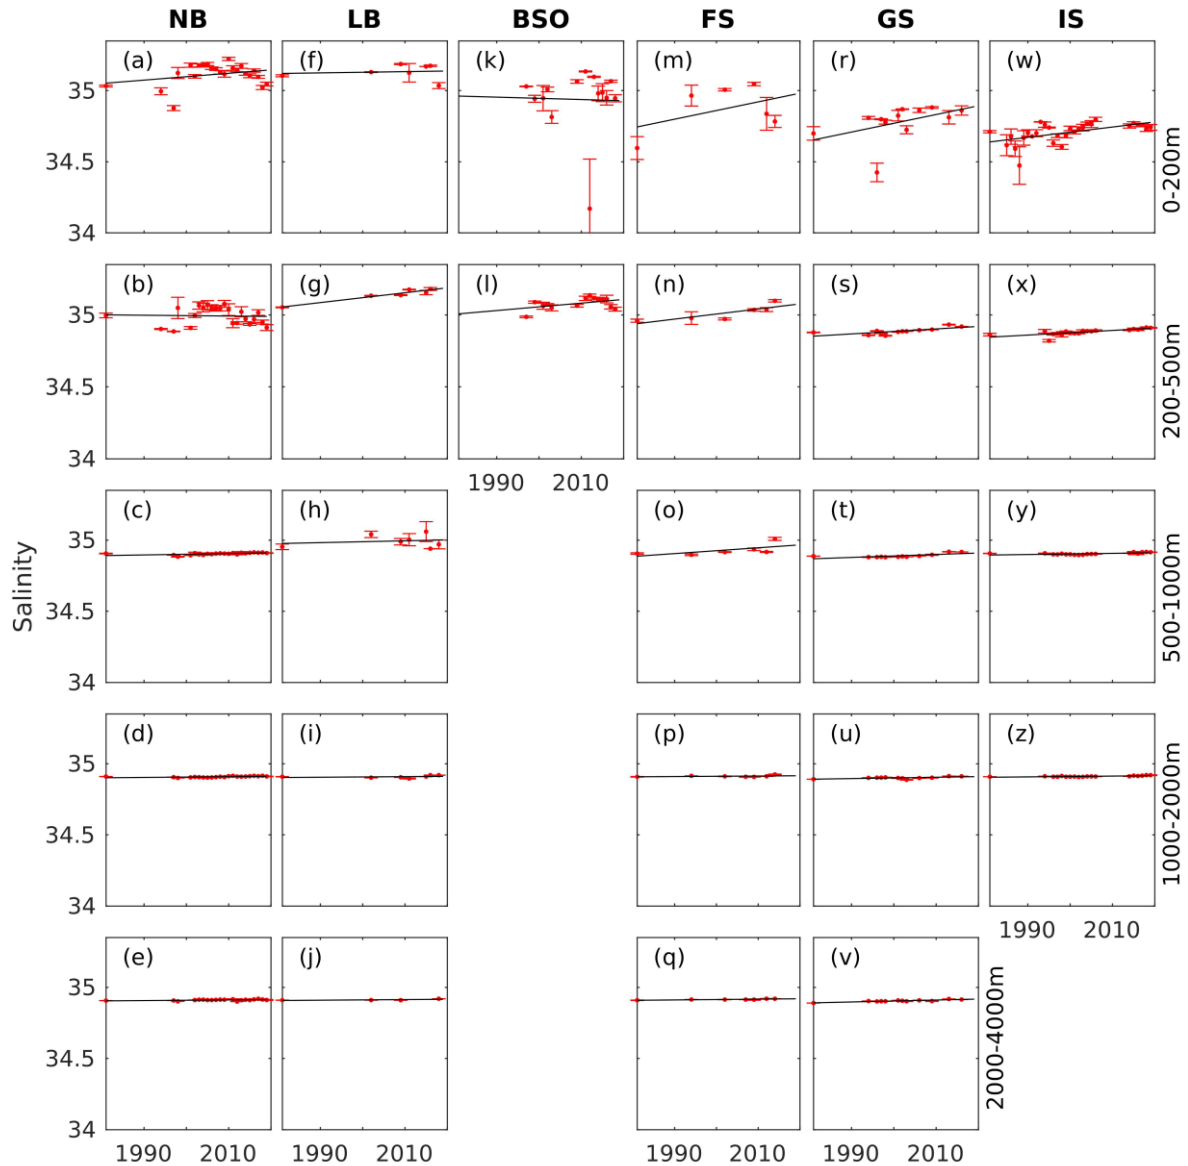 NB LB BSO FS GS IS
(a) (f) (k) (m) (r) (w)
35
34.5
34
0-200m
(b) (g) (l) (n) (s) (x)
35
34.5
34
200-500m
1990 2010
(c) (h) (o) (t) (y)
35
34.5
34
500-1000m
Salinity
(d) (i) (p) (u) (z)
35
34.5
34
1000-2000m
1990 2010
(e) (j) (q) (v)
35
34.5
34
2000-4000m
1990 2010 1990 2010 1990 2010 1990 2010